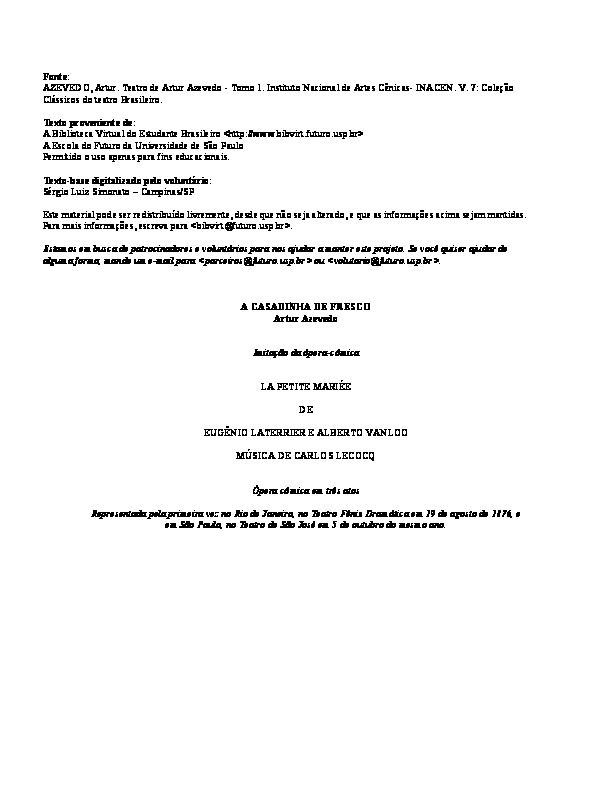 Fonte:
AZEVEDO, Artur. Teatro de Artur Azevedo - Tomo 1. Instituto Nacional de Artes Cênicas- INACEN. V. 7: Coleção
Clássicos do teatro Brasileiro.
Texto proveniente de:
A Biblioteca Virtual do Estudante Brasileiro <http://www.bibvirt.futuro.usp.br>
A Escola do Futuro da Universidade de São Paulo
Permitido o uso apenas para fins educacionais.
Texto-base digitalizado pelo voluntário:
Sérgio Luiz Simonato – Campinas/SP
Este material pode ser redistribuído livremente, desde que não seja alterado, e que as informações acima sejam mantidas.
Para mais informações, escreva para <bibvirt@futuro.usp.br>.
Estamos em busca de patrocinadores e voluntários para nos ajudar a manter este projeto. Se você quiser ajudar de
alguma forma, mande um e-mail para <parceiros@futuro.usp.br> ou <voluntario@futuro.usp.br>.
A CASADINHA DE FRESCO
Artur Azevedo
Imitação da ópera-cômica
LA PETITE MARIÉE
DE
EUGÊNIO LATERRIER E ALBERTO VANLOO
MÚSICA DE CARLOS LECOCQ
Ópera cômica em três atos
Representada pela primeira vez no Rio de Janeiro, no Teatro Fênix Dramática em 19 de agosto de 1876, e
em São Paulo, no Teatro de São José em 5 de outubro do mesmo ano.